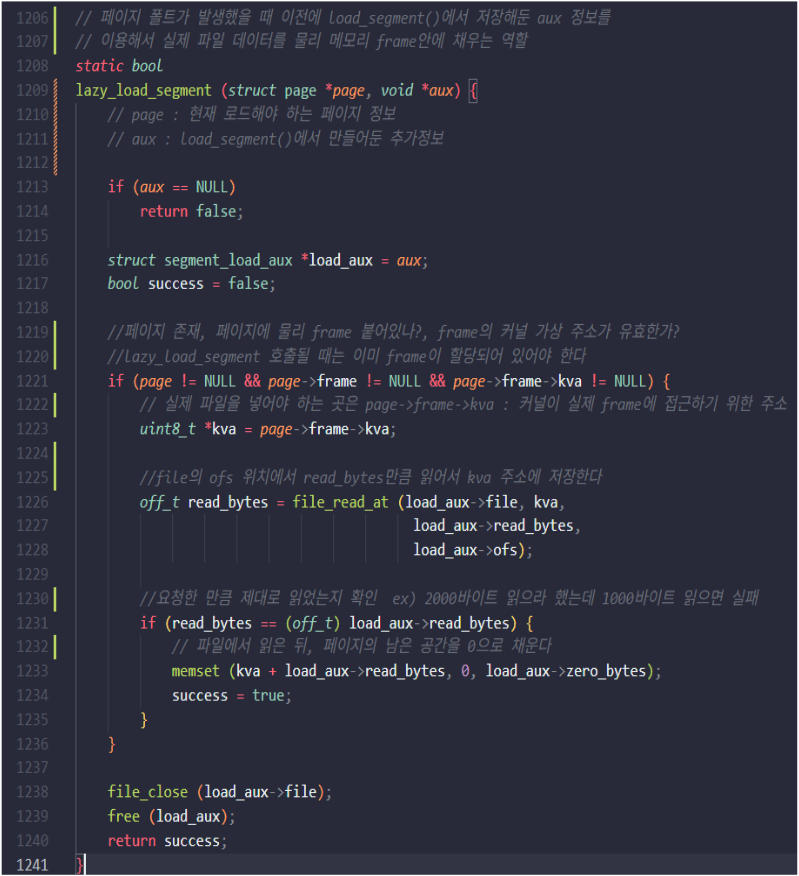 1206 // 페이지 폴트가 발생했을 때 이전에 load_segment()에서 저장해둔 aux 정보를
1207 // 이용해서 실제 파일 데이터를 물리 메모리 frame안에 채우는 역할
1208 static bool
1209 lazy_load_segment (struct page *page, void *aux) {
1210 // page : 현재 로드해야 하는 페이지 정보
1211 // aux : load_segment()에서 만들어둔 추가정보
1212
1213 if (aux == NULL)
1214 return false;
1215
1216 struct segment_load_aux *load_aux = aux;
1217 bool success = false;
1218
1219 //페이지 존재, 페이지에 물리 frame 붙어있나?, frame의 커널 가상 주소가 유효한가?
1220 //lazy_load_segment 호출될 때는 이미 frame이 할당되어 있어야 한다
1221 if (page != NULL && page->frame != NULL && page->frame->kva != NULL) {
1222 // 실제 파일을 넣어야 하는 곳은 page->frame->kva : 커널이 실제 frame에 접근하기 위한 주소
1223 uint8_t *kva = page->frame->kva;
1224
1225 //file의 ofs 위치에서 read_bytes만큼 읽어서 kva 주소에 저장한다
1226 off_t read_bytes = file_read_at (load_aux->file, kva,
1227 load_aux->read_bytes,
1228 load_aux->ofs);
1229
1230 //요청한 만큼 제대로 읽었는지 확인 ex) 2000바이트 읽으라 했는데 1000바이트 읽으면 실패
1231 if (read_bytes == (off_t) load_aux->read_bytes) {
1232 // 파일에서 읽은 뒤, 페이지의 남은 공간을 0으로 채운다
1233 memset (kva + load_aux->read_bytes, 0, load_aux->zero_bytes);
1234 success = true;
1235 }
1236 }
1237
1238 file_close (load_aux->file);
1239 free (load_aux);
1240 return success;
1241 }